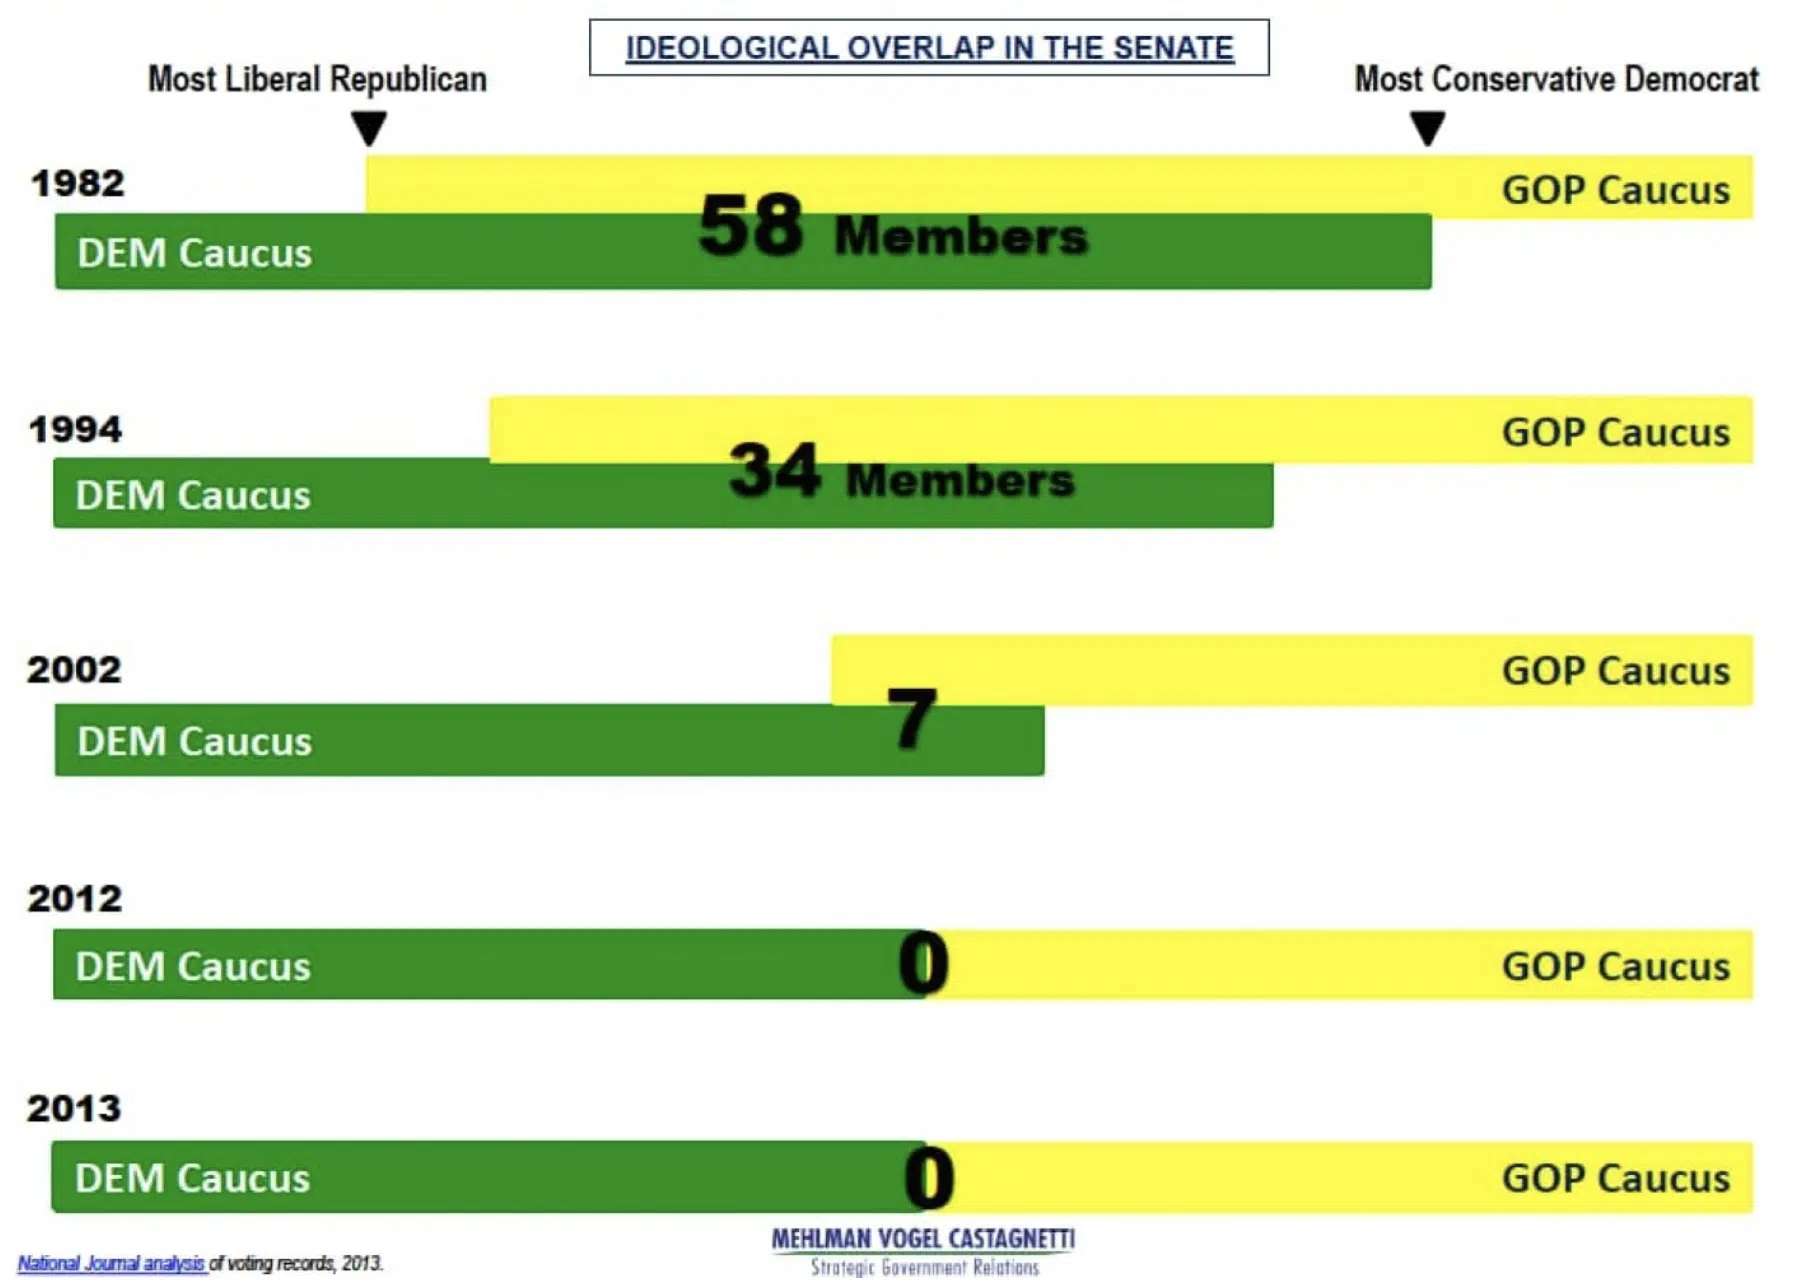 IDEOLOGICAL OVERLAP IN THE SENATE
Most Liberal Republican
Most Conservative Democrat
1982
GOP Caucus
DEM Caucus
58 Members
1994
GOP Caucus
DEM Caucus
34 Members
2002
GOP Caucus
DEM Caucus
7
2012
DEM Caucus
0
GOP Caucus
2013
DEM Caucus
0
GOP Caucus
MEHLMAN VOGEL CASTAGNETTI
Strategic Government Relations
National Journal analysis of voting records, 2013.